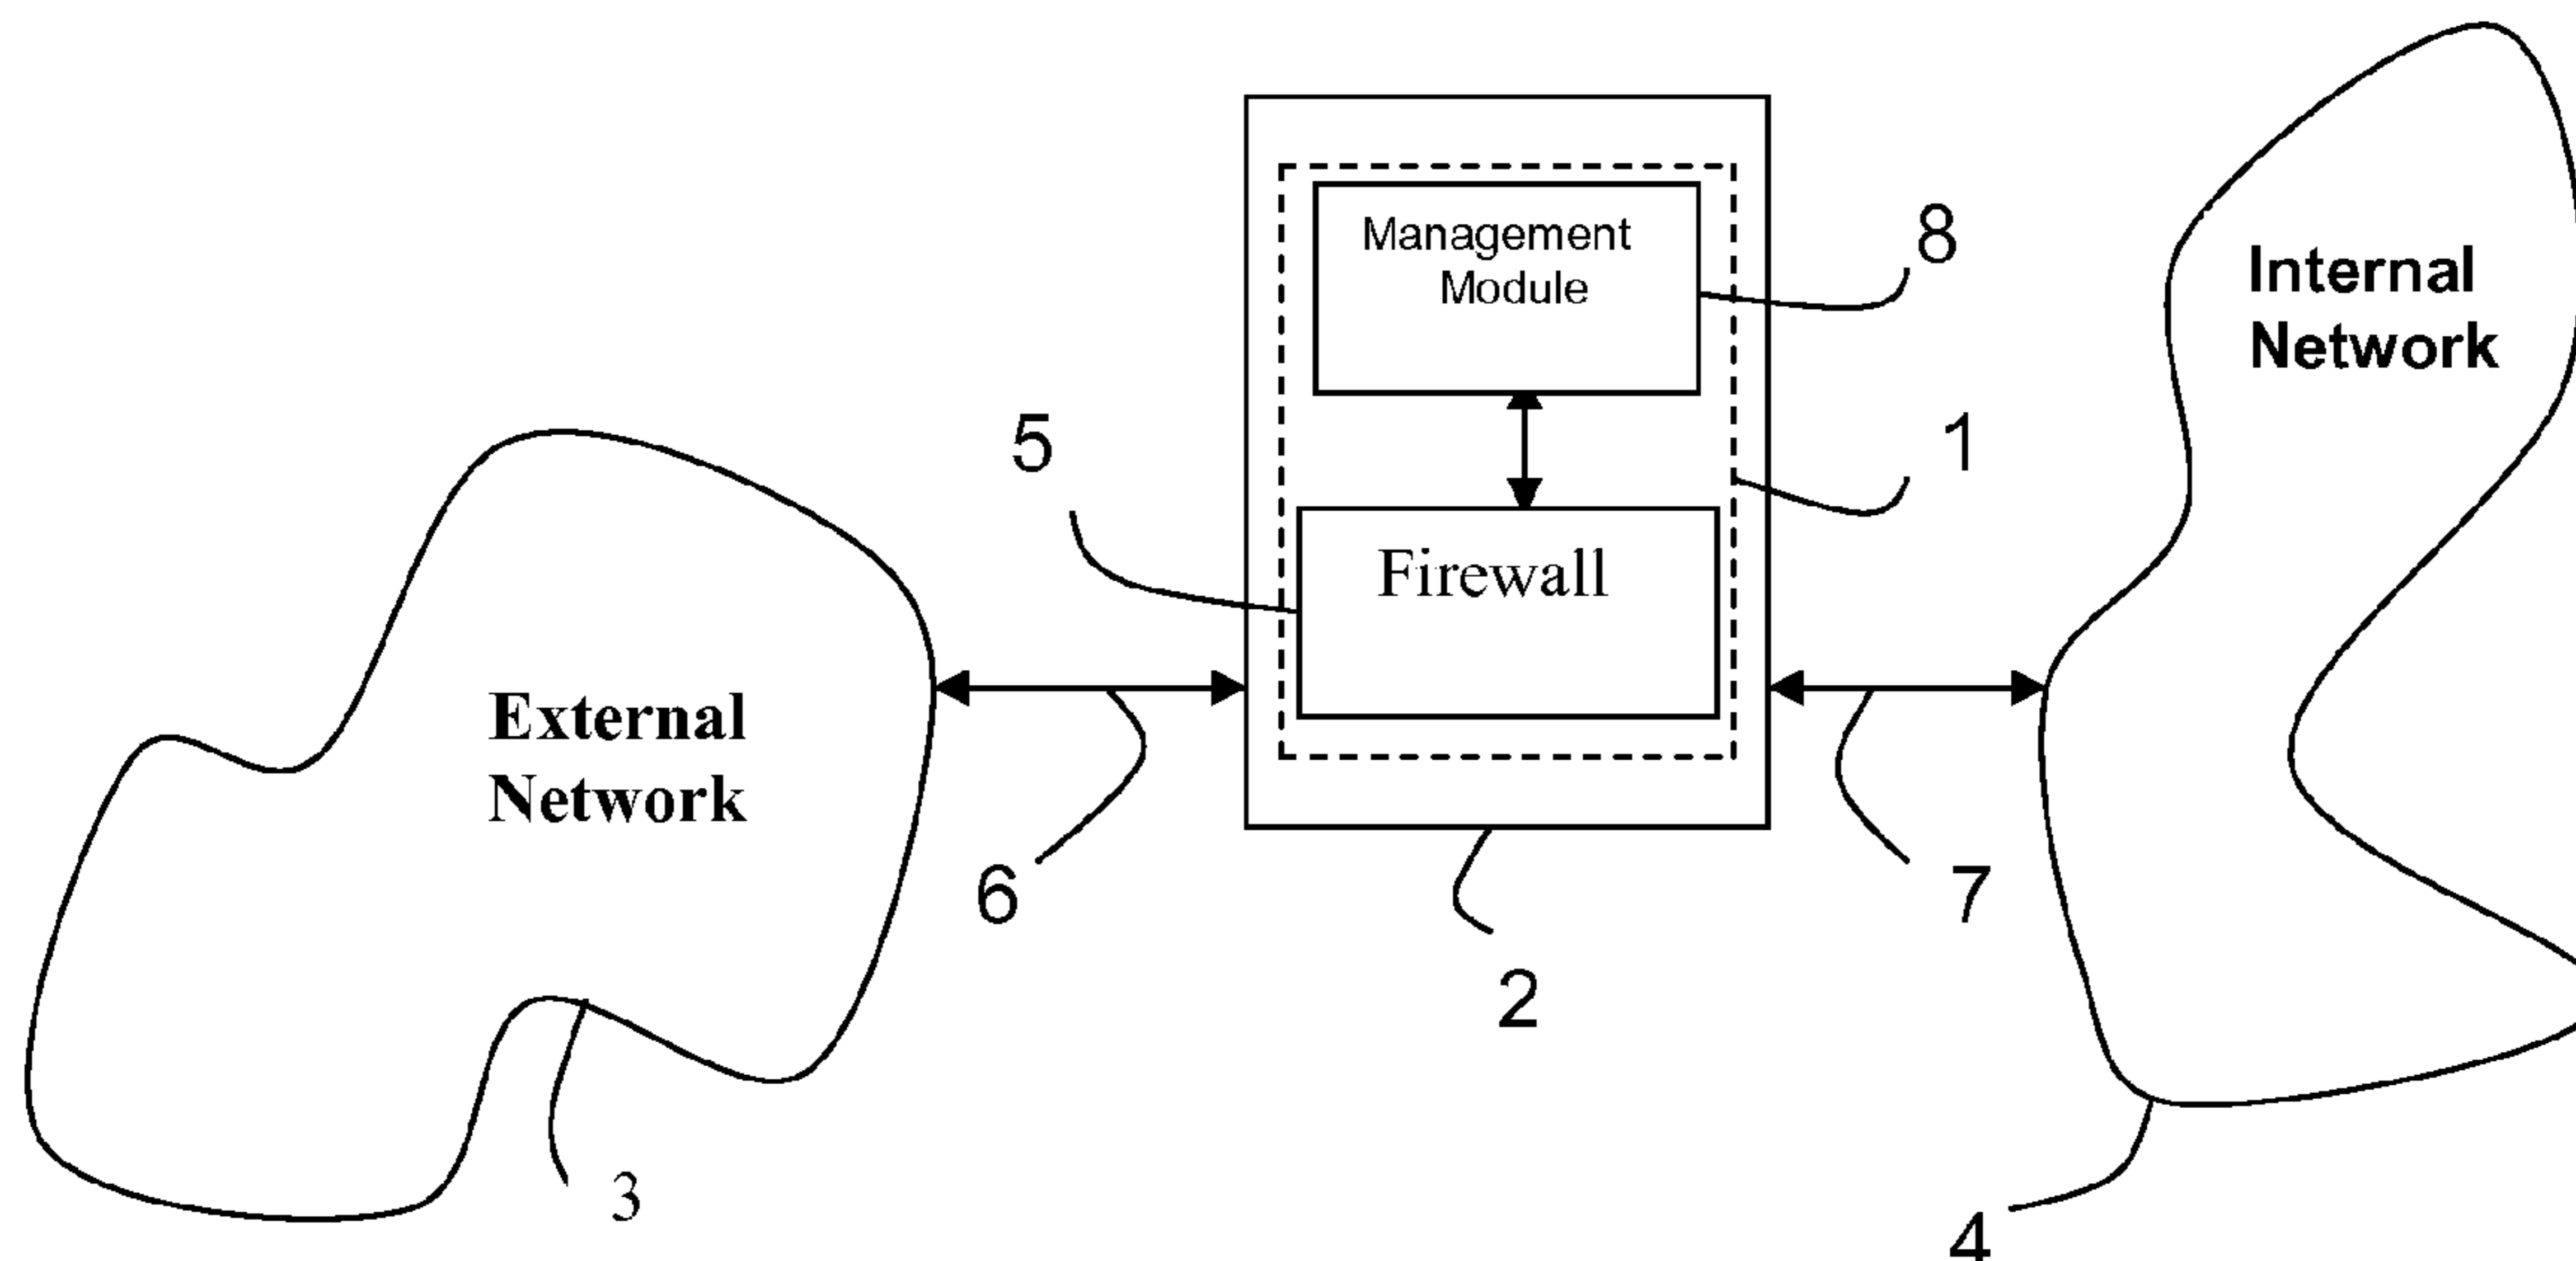 Management
Module
8
Internal
Network
5
1
Firewall
External
Network
6
7
2
3
4